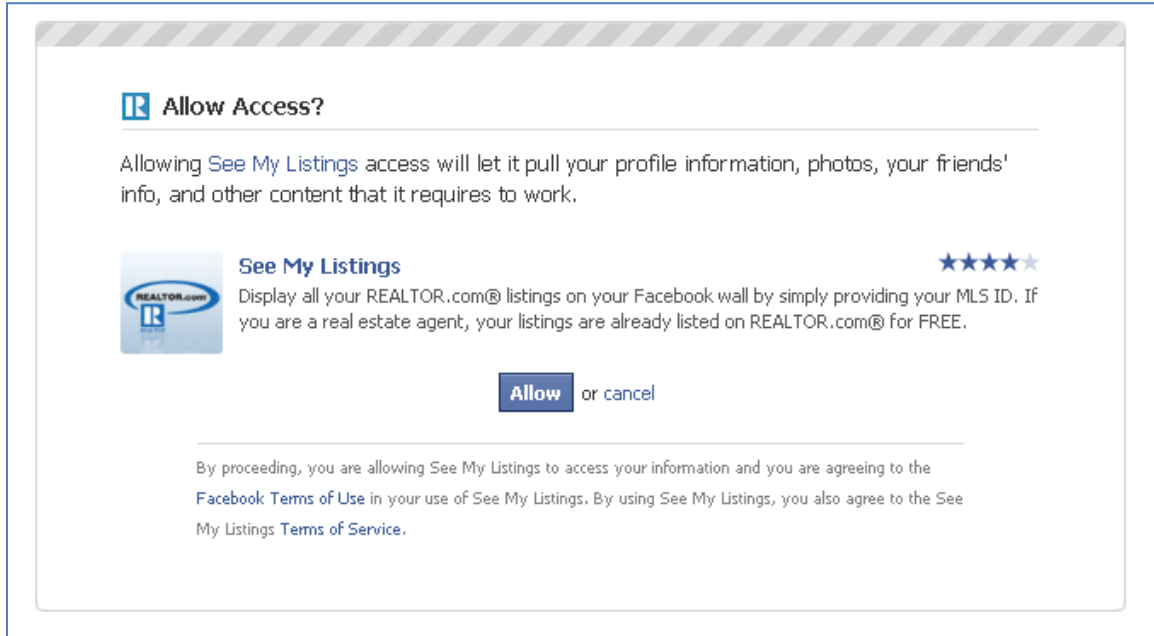 Allow Access?
Allowing See My Listings access will let it pull your profile information, photos, your friends'
info, and other content that it requires to work.
See My Listings
REALTOR.com
Display all your REALTOR.com® listings on your Facebook wall by simply providing your MLS ID. If
you are a real estate agent, your listings are already listed on REALTOR.com® for FREE.
Allow or cancel
By proceeding, you are allowing See My Listings to access your information and you are agreeing to the
Facebook Terms of Use in your use of See My Listings. By using See My Listings, you also agree to the See
My Listings Terms of Service.